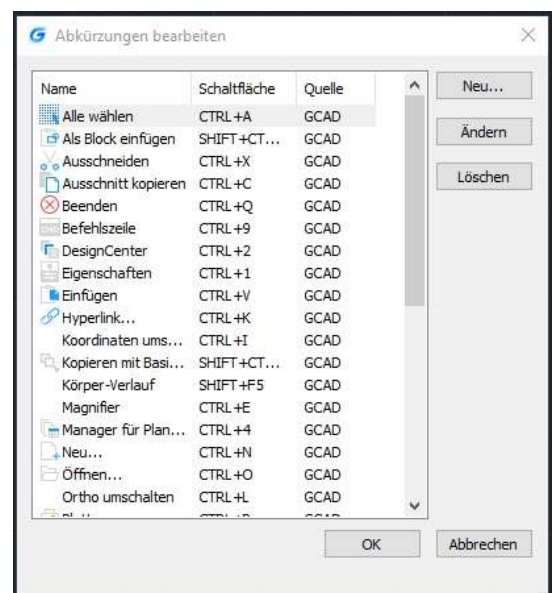 Abkürzungen bearbeiten
Name Schaltfläche Quelle
Neu...
Alle wählen CTRL+A GCAD
Als Block einfügen SHIFT+CT... GCAD
Ändern
Ausschneiden CTRL+X GCAD
Ausschnitt kopieren CTRL+C GCAD
Löschen
Beenden CTRL+Q GCAD
Befehlszeile CTRL+9 GCAD
DesignCenter CTRL+2 GCAD
Eigenschaften CTRL+1 GCAD
Einfügen CTRL+V GCAD
Hyperlink... CTRL+K GCAD
Koordinaten ums... CTRL+I GCAD
Kopieren mit Basi... SHIFT+CT... GCAD
Körper-Verlauf SHIFT+F5 GCAD
Magnifier CTRL+E GCAD
Manager für Plan... CTRL+4 GCAD
Neu... CTRL+N GCAD
Öffnen... CTRL+O GCAD
Ortho umschalten CTRL+L GCAD
OK Abbrechen